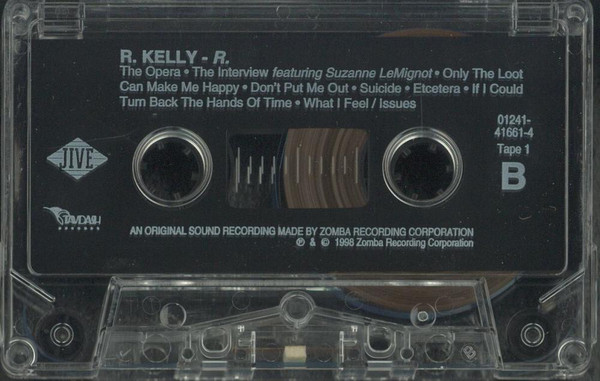 R. KELLY - R.
The Opera • The Interview featuring Suzanne LeMignot • Only The Loot
Can Make Me Happy • Don't Put Me Out • Suicide • Etcetera • If I Could
Turn Back The Hands Of Time • What I Feel / Issues
01241-
41661-4
Tape 1
B
JIVE
AN ORIGINAL SOUND RECORDING MADE BY ZOMBA RECORDING CORPORATION
℗ & © 1998 Zomba Recording Corporation